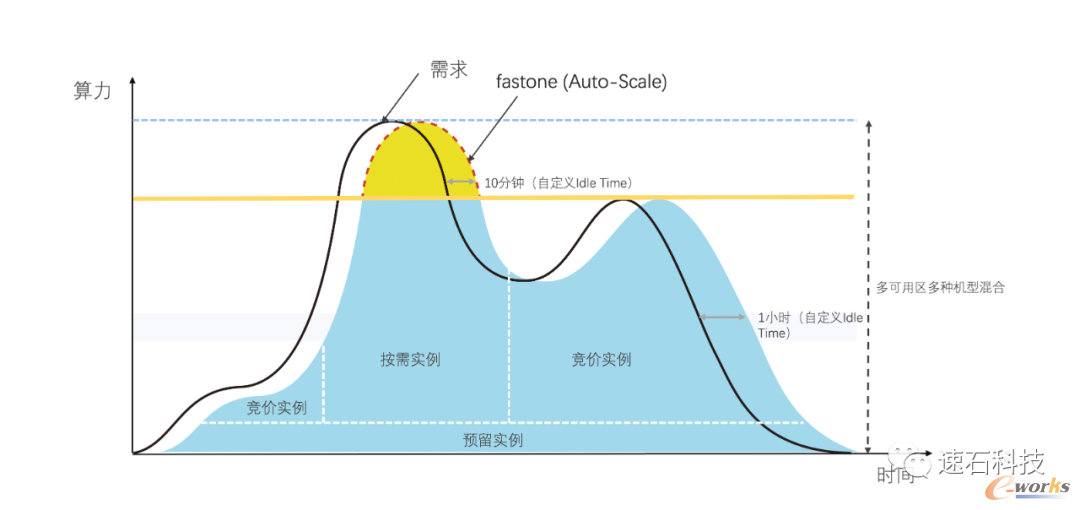 需求
fastone (Auto-Scale)
算力
10分钟（自定义Idle Time）
多可用区多种机型混合
1小时（自定义Idle
Time）
按需实例
竞价实例
竞价实例
预留实例
速石科技
时间
e-works